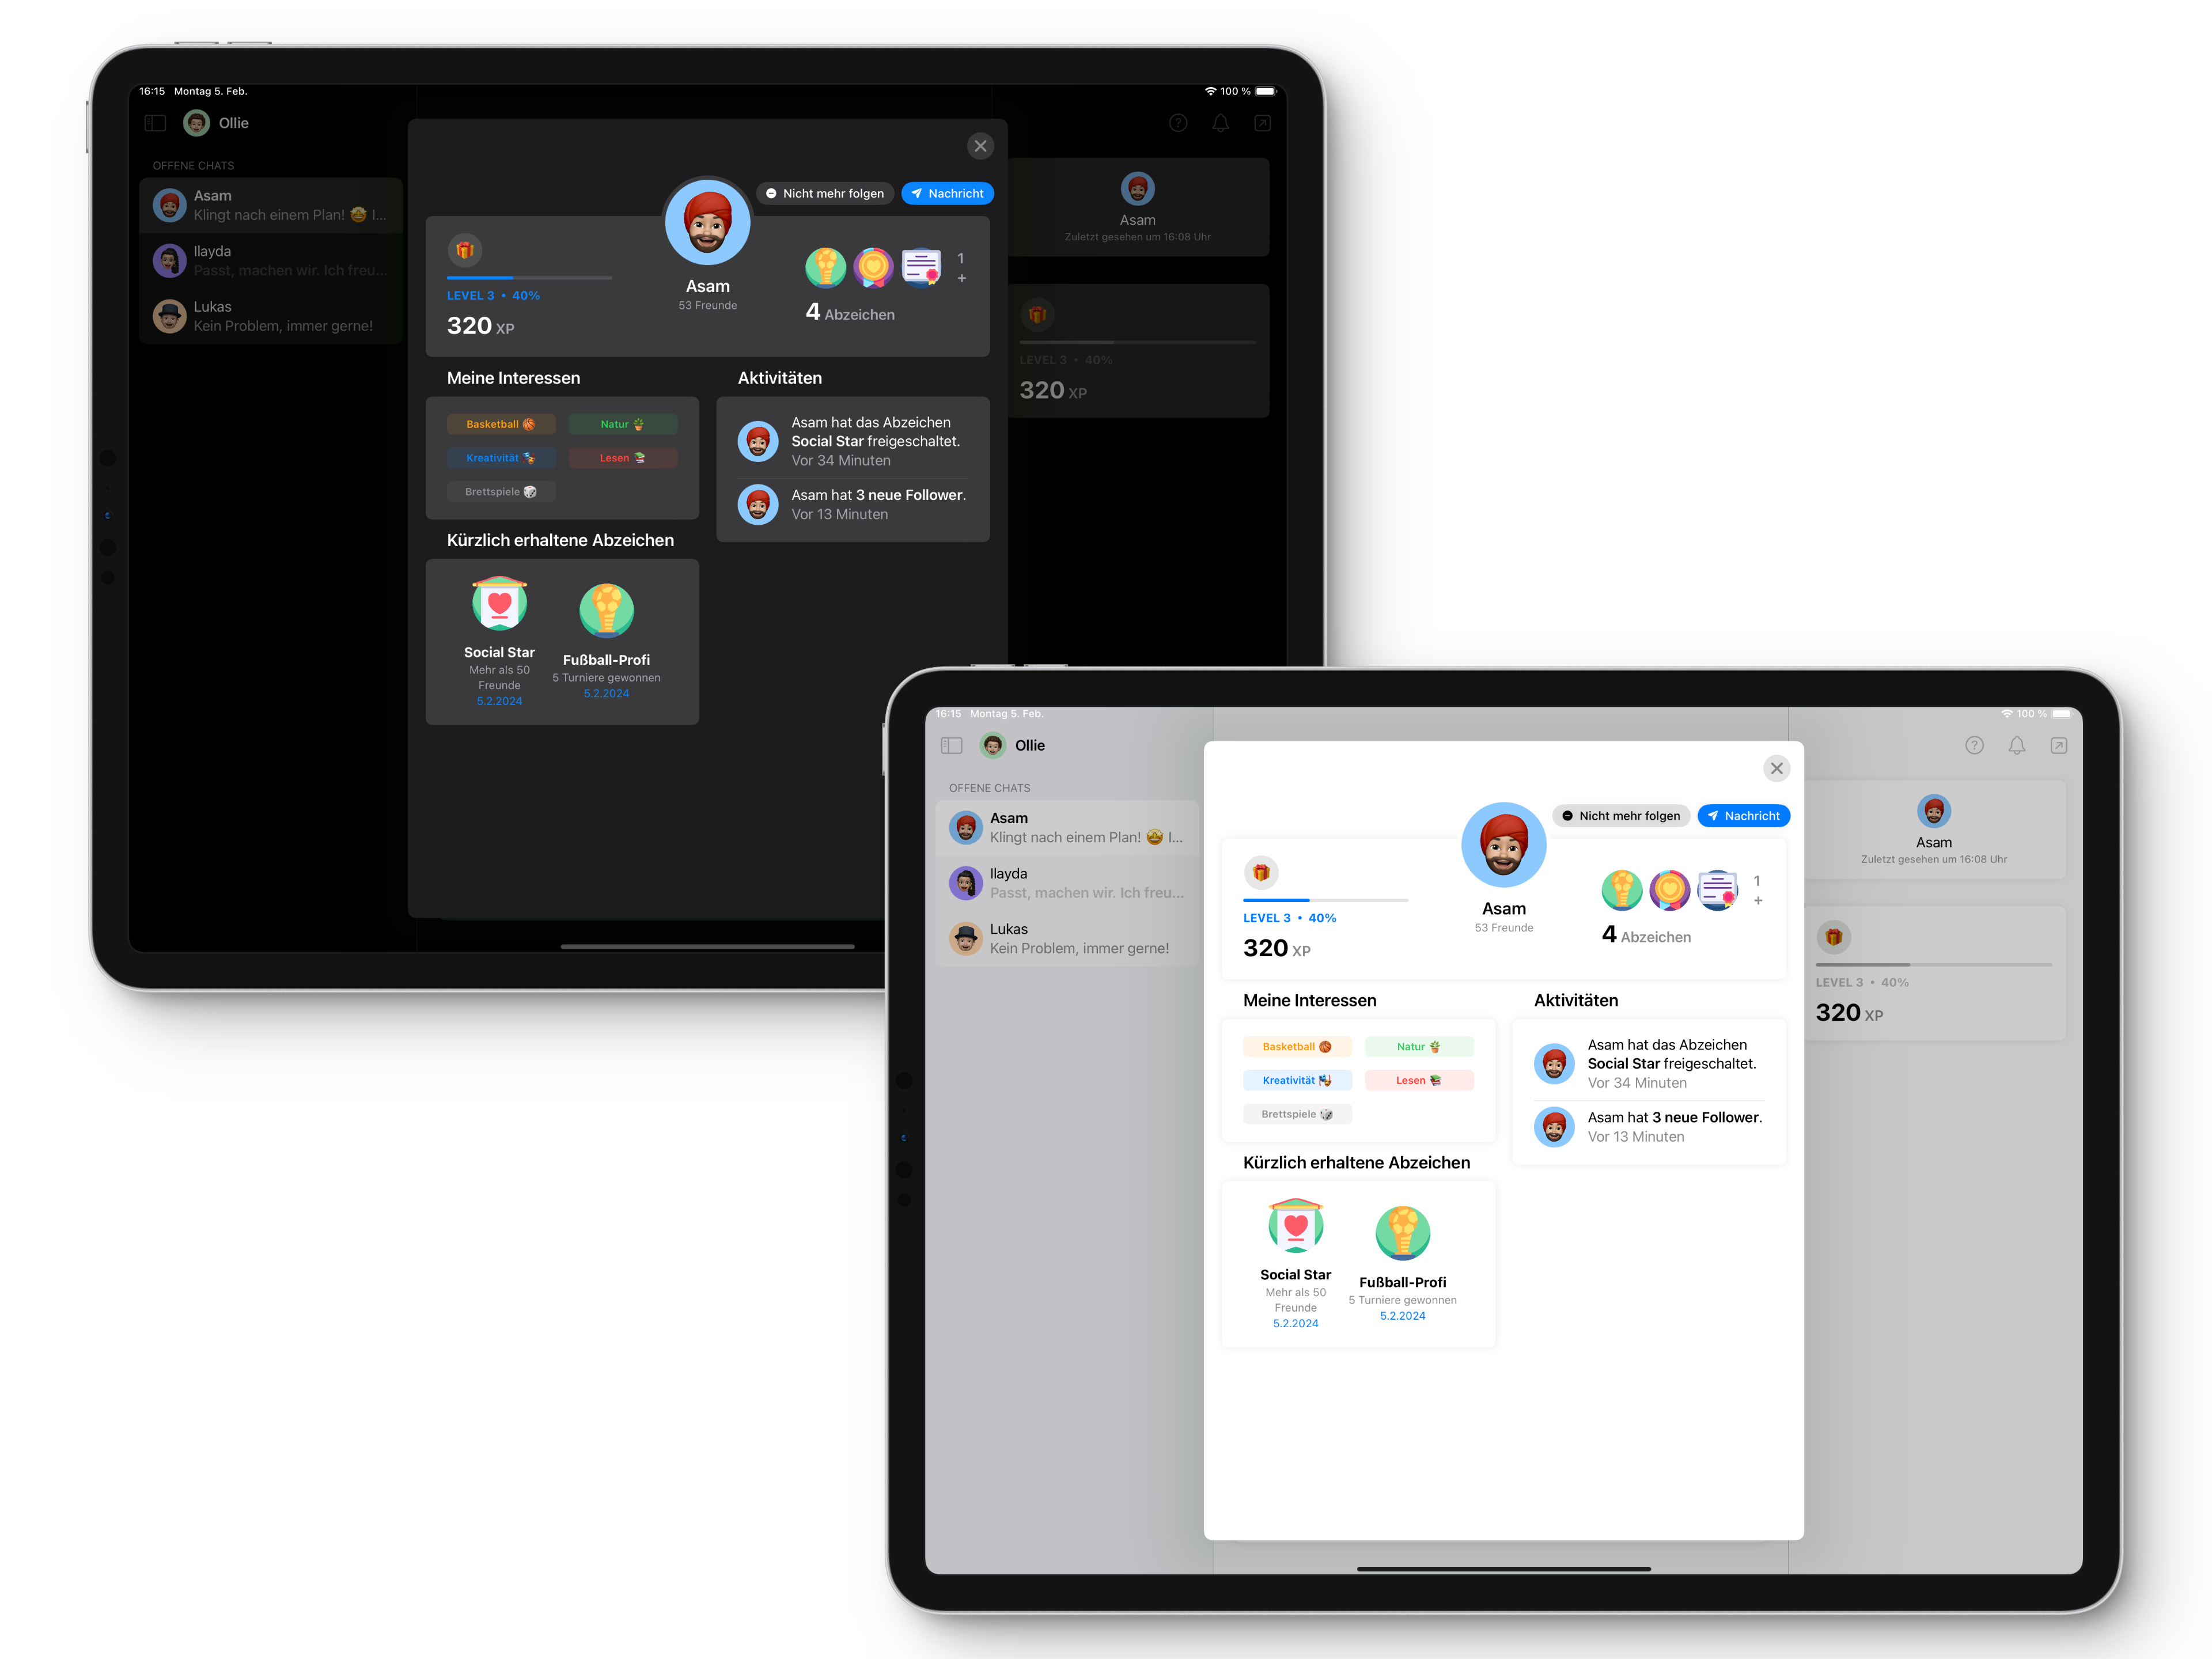 16:15 Montag 5. Feb.
100 %
Ollie
OFFENE CHATS
Asam
Klingt nach einem Plan! 🤩 I...
Ilayda
Passt, machen wir. Ich freu...
Lukas
Kein Problem, immer gerne!
Nicht mehr folgen
Nachricht
LEVEL 3 • 40%
320 XP
Asam
53 Freunde
1
+
4 Abzeichen
Meine Interessen
Basketball 🏀
Natur 🪴
Kreativität 🎭
Lesen 📚
Brettspiele 🎲
Aktivitäten
Asam hat das Abzeichen
Social Star freigeschaltet.
Vor 34 Minuten
Asam hat 3 neue Follower.
Vor 13 Minuten
Kürzlich erhaltene Abzeichen
Social Star
Mehr als 50
Freunde
5.2.2024
Fußball-Profi
5 Turniere gewonnen
5.2.2024
?
Asam
Zuletzt gesehen um 16:08 Uhr
LEVEL 3 • 40%
320 XP
16:15 Montag 5. Feb.
100 %
Ollie
OFFENE CHATS
Asam
Klingt nach einem Plan! 🤩 I...
Ilayda
Passt, machen wir. Ich freu...
Lukas
Kein Problem, immer gerne!
Nicht mehr folgen
Nachricht
LEVEL 3 • 40%
320 XP
Asam
53 Freunde
1
+
4 Abzeichen
Meine Interessen
Basketball 🏀
Natur 🪴
Kreativität 🎭
Lesen 📚
Brettspiele 🎲
Aktivitäten
Asam hat das Abzeichen
Social Star freigeschaltet.
Vor 34 Minuten
Asam hat 3 neue Follower.
Vor 13 Minuten
Kürzlich erhaltene Abzeichen
Social Star
Mehr als 50
Freunde
5.2.2024
Fußball-Profi
5 Turniere gewonnen
5.2.2024
?
Asam
Zuletzt gesehen um 16:08 Uhr
LEVEL 3 • 40%
320 XP